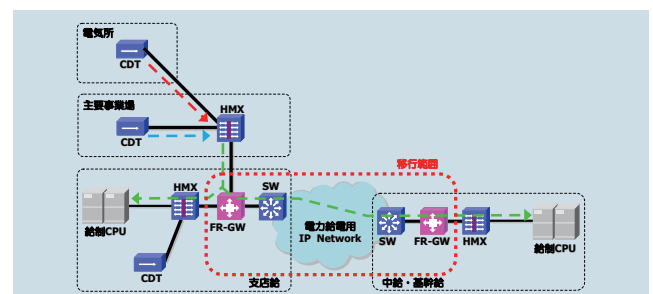 電気所
CDT
主要事業場
HMX
CDT
移行範囲
HMX
SW
FR-GW
給制CPU
電力給電用
IP Network
SW
FR-GW
HMX
給制CPU
CDT
支店給
中給・基幹給